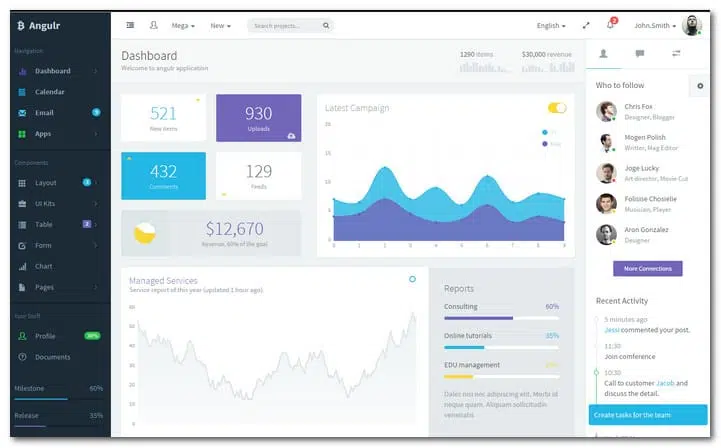 Angulr
Mega
New
Search projects...
English
2
John.Smith
Navigation
Dashboard
Calendar
Email
9
Apps
Components
Layout
3
UI Kits
Table
2
Form
Chart
Pages
Your Stuff
Profile
30%
Documents
Milestone 60%
Release 35%
Dashboard
Welcome to angulr application
1290 items
$30,000 revenue
521
New items
930
Uploads
432
Comments
129
Feeds
$12,670
Revenue, 60% of the goal
Latest Campaign
20
15
10
5
0
0 1 2 3 4 5 6 7 8 9
Managed Services
Service report of this year (updated 1 hour ago).
60
50
40
30
20
10
Reports
Consulting 60%
Online tutorials 35%
EDU management
Dales nec nec adipiscing elit. Morbi id
neque quam. Aliquam sollicitudin
venenatis
Who to follow
Chris Fox
Designer, Blogger
Mogen Polish
Writter, Mag Editor
Joge Lucky
Art director, Movie Cut
Folisise Chosielle
Musician, Player
Aron Gonzalez
Designer
More Connections
Recent Activity
5 minutes ago
Jessi commented your post.
11:30
Join conference
10:30
Call to customer Jacob and
discuss the detail.
Create tasks for the team